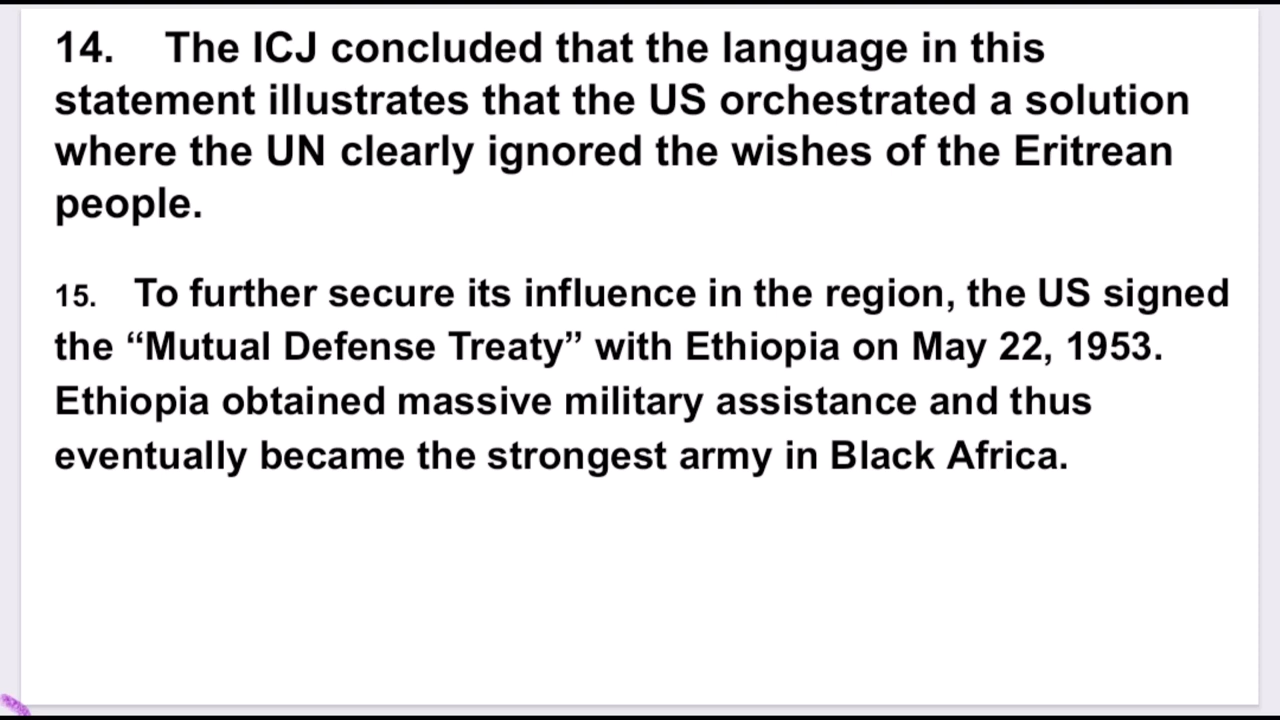 14. The ICJ concluded that the language in this
statement illustrates that the US orchestrated a solution
where the UN clearly ignored the wishes of the Eritrean
people.
15. To further secure its influence in the region, the US signed
the “Mutual Defense Treaty” with Ethiopia on May 22, 1953.
Ethiopia obtained massive military assistance and thus
eventually became the strongest army in Black Africa.